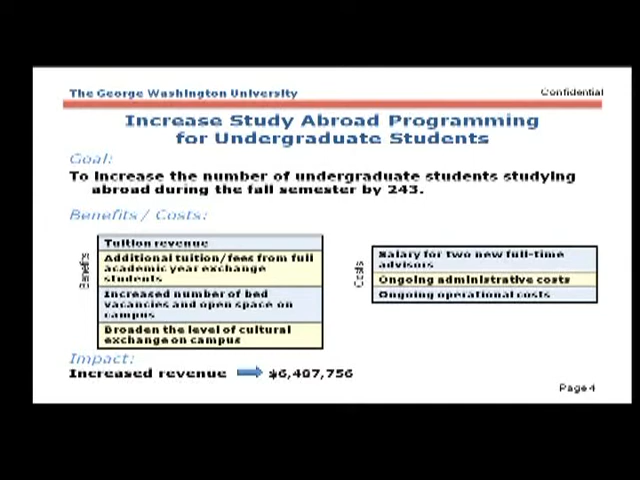 The George Washington University
Confidential
Increase Study Abroad Programming
for Undergraduate Students
Goal:
To increase the number of undergraduate students studying
abroad during the fall semester by 243.
Benefits / Costs:
Benefits
Tuition revenue
Additional tuition/fees from full
academic year exchange
students
Increased number of bed
vacancies and open space on
campus
Broaden the level of cultural
exchange on campus
Costs
Salary for two new full-time
advisors
Ongoing administrative costs
Ongoing operational costs
Impact:
Increased revenue $6,487,756
Page 4